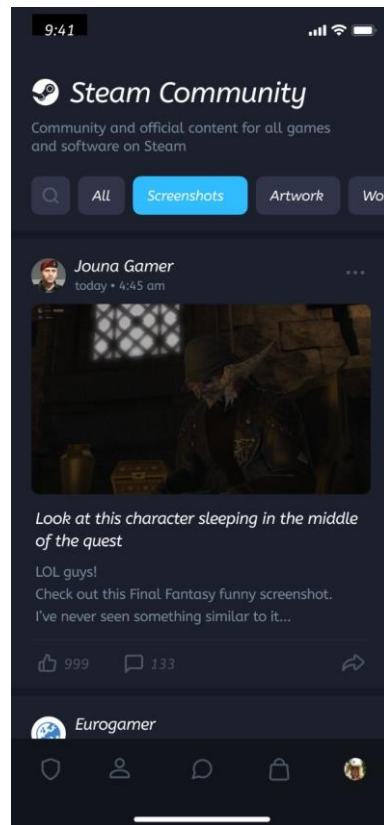 9:41
Steam Community
Community and official content for all games
and software on Steam
All Screenshots Artwork Wo
Jouna Gamer
today • 4:45 am
Look at this character sleeping in the middle
of the quest
LOL guys!
Check out this Final Fantasy funny screenshot.
I've never seen something similar to it...
999 133
Eurogamer